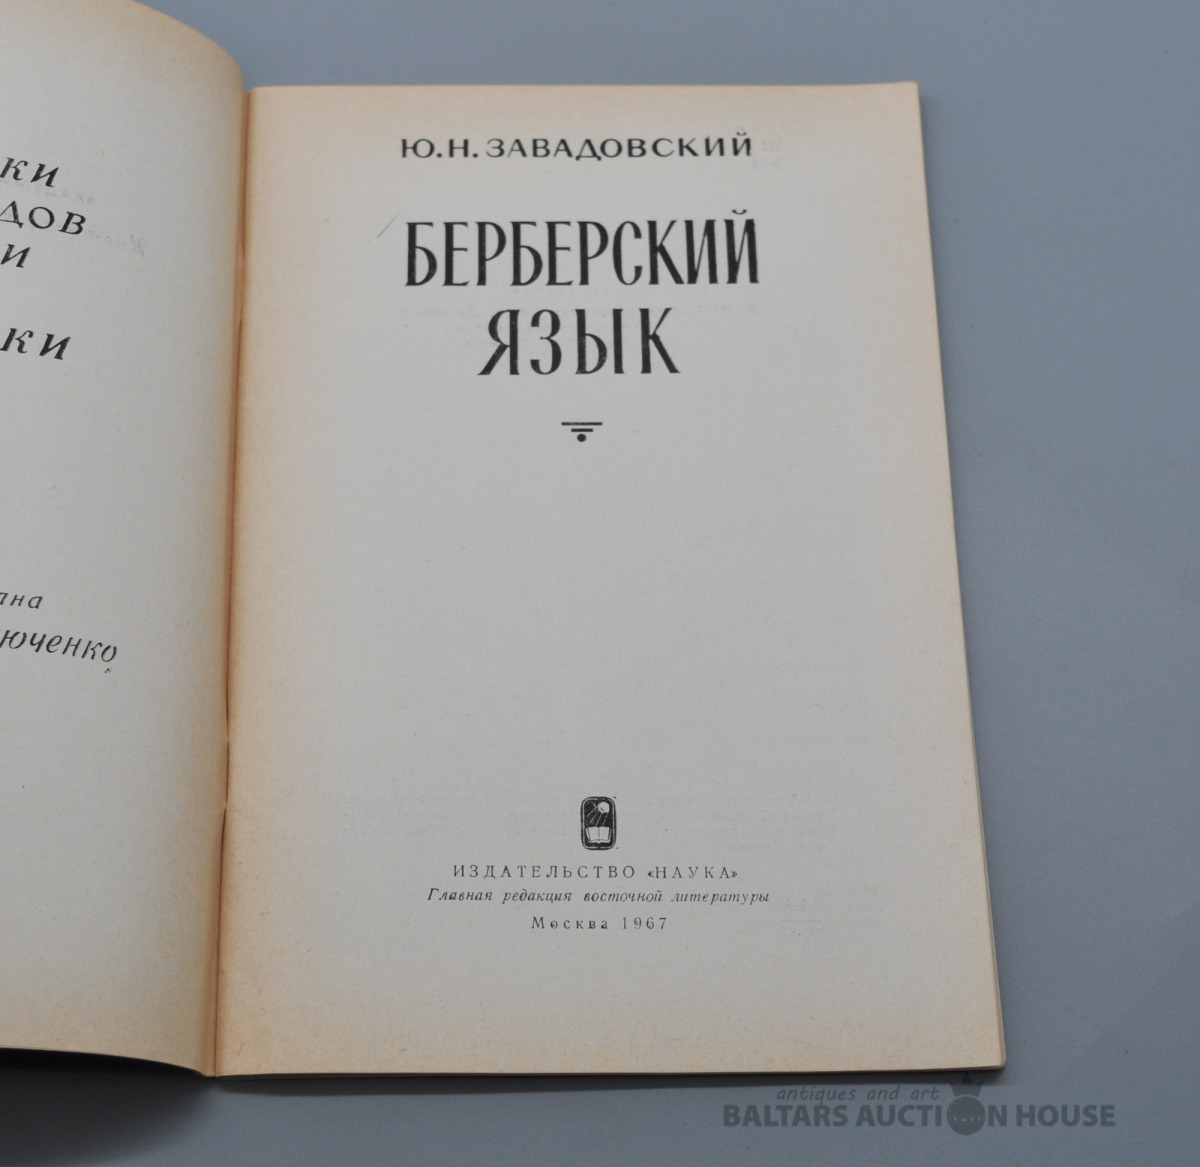 ки
дов
и
ки
ана
юченко
Ю.Н.ЗАВАДОВСКИЙ
БЕРБЕРСКИЙ
ЯЗЫК
ИЗДАТЕЛЬСТВО «НАУКА»
Главная редакция восточной литературы
Москва 1967
antiques and art
BALTARS AUCTION HOUSE